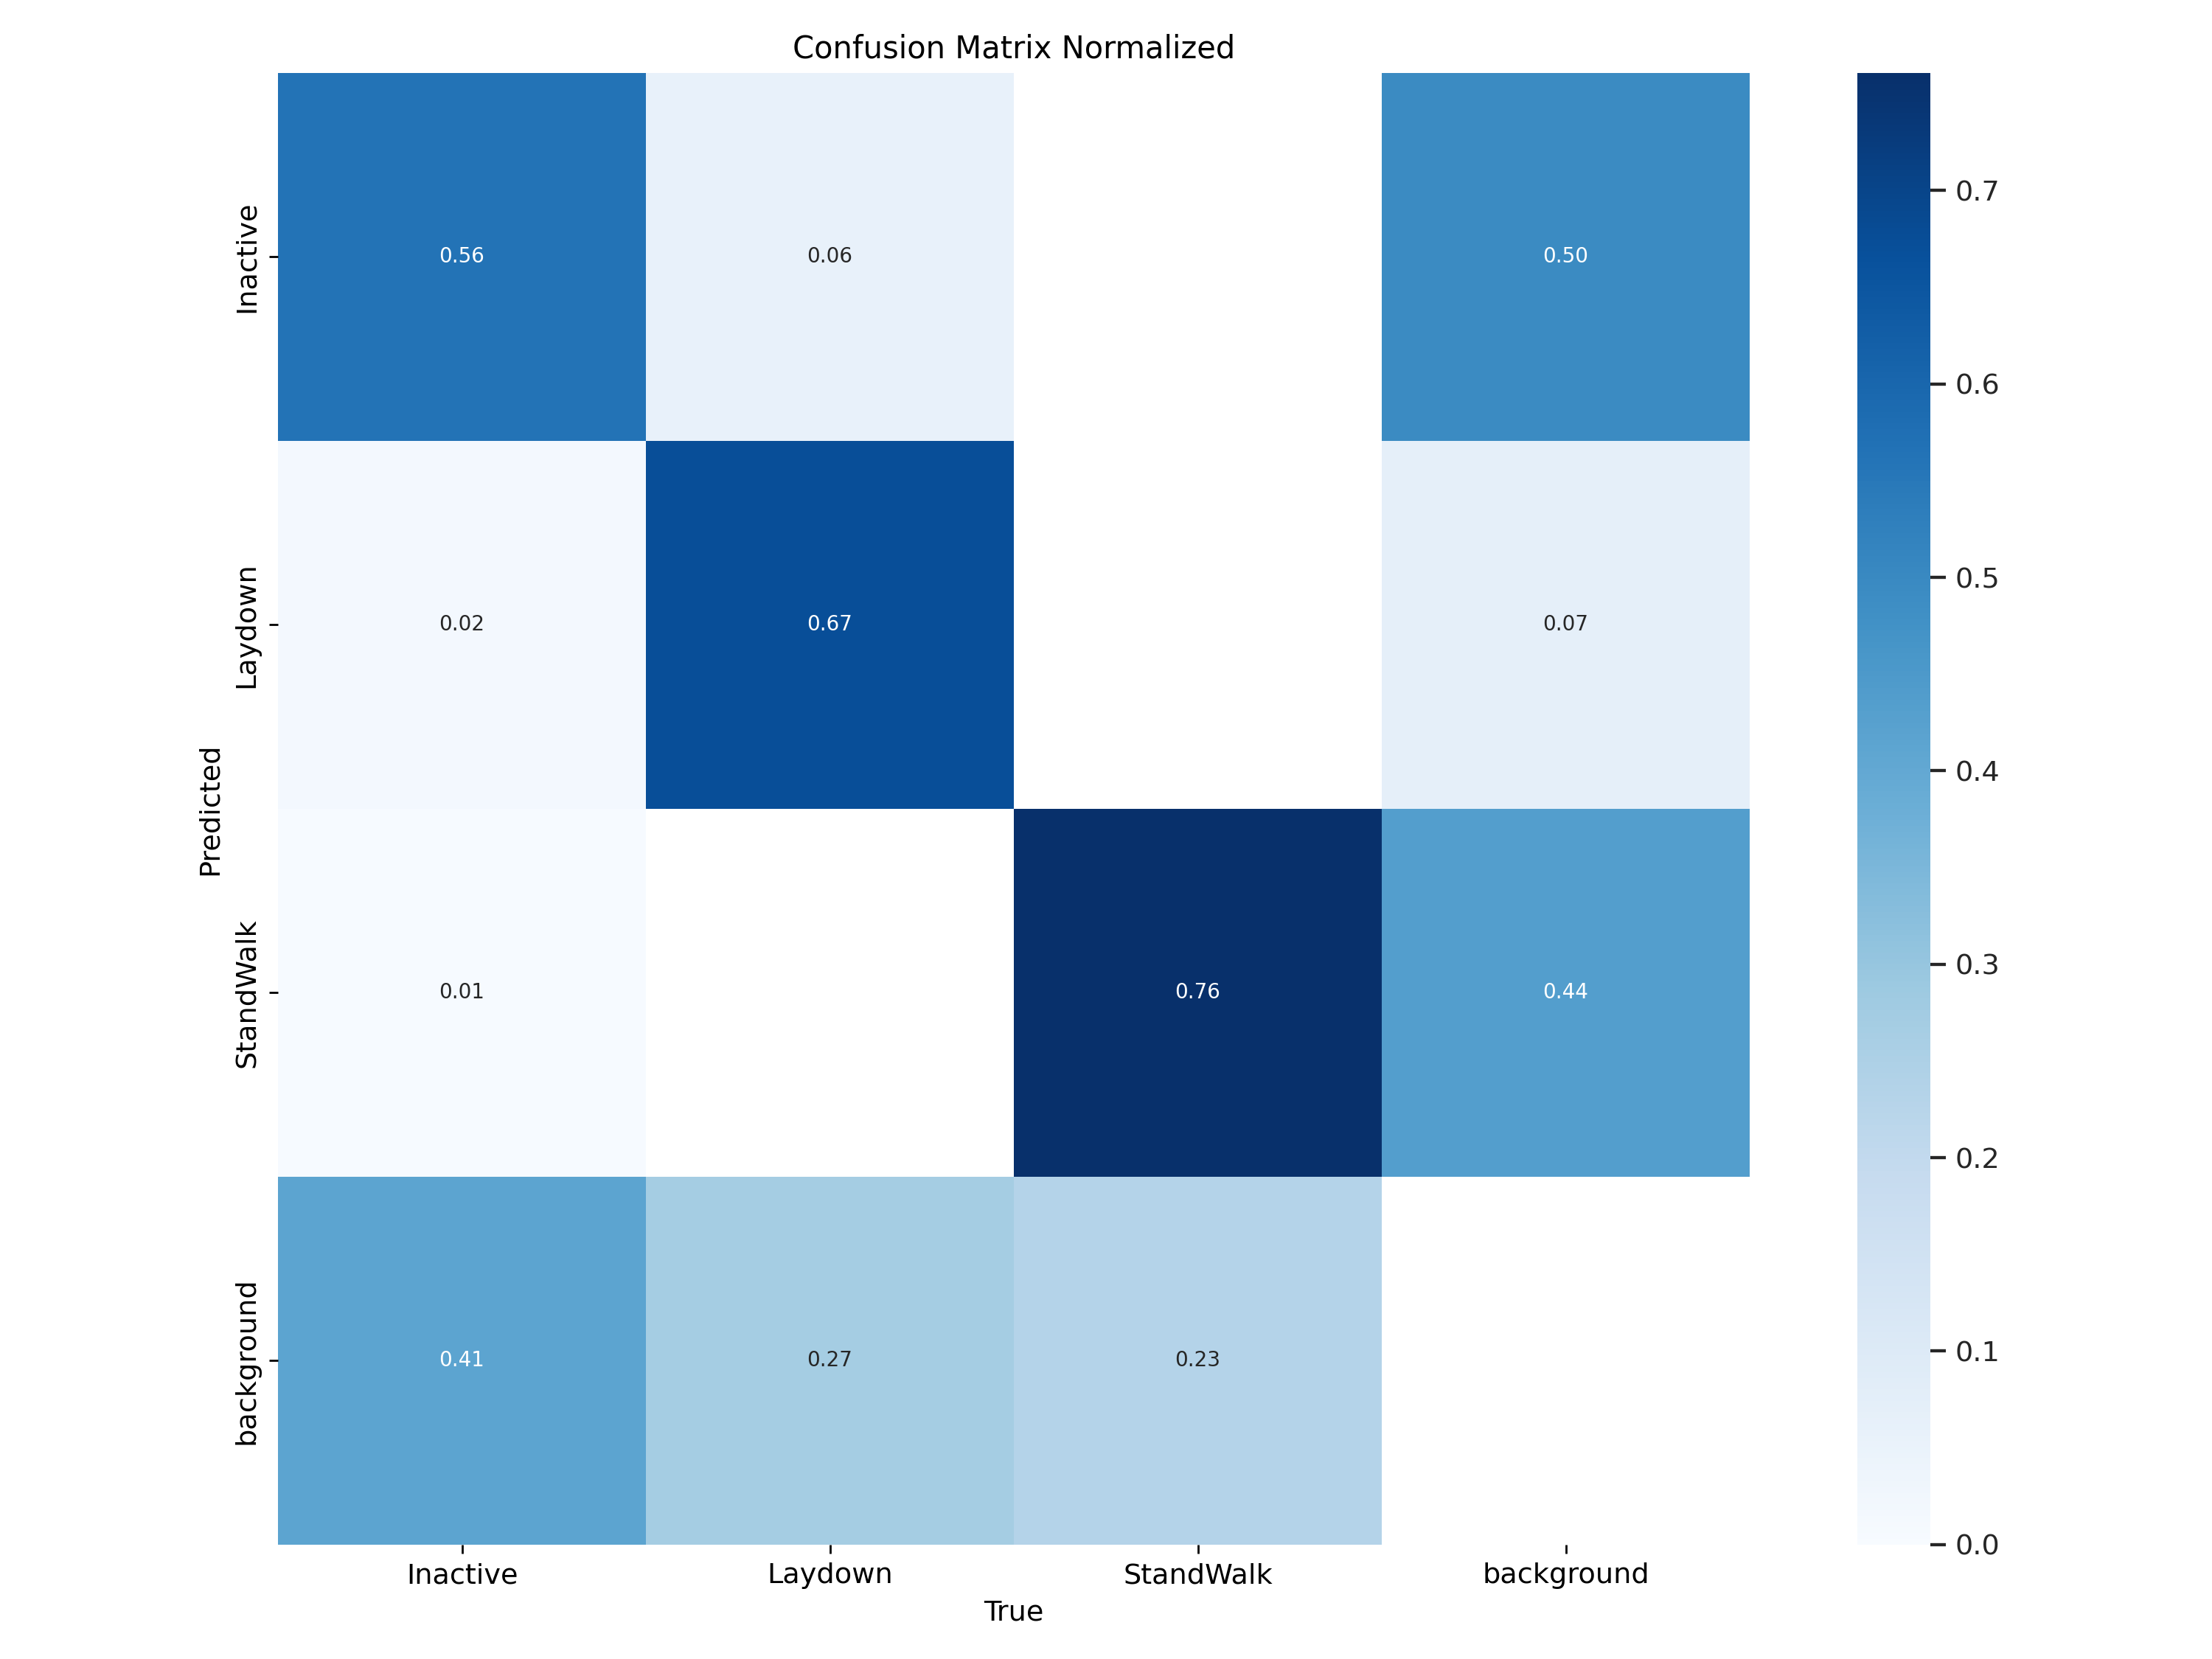 Confusion Matrix Normalized
Inactive
0.56
0.06
0.50
Laydown
0.02
0.67
0.07
StandWalk
0.01
0.76
0.44
background
0.41
0.27
0.23
Predicted
Inactive
Laydown
StandWalk
background
True
0.7
0.6
0.5
0.4
0.3
0.2
0.1
0.0